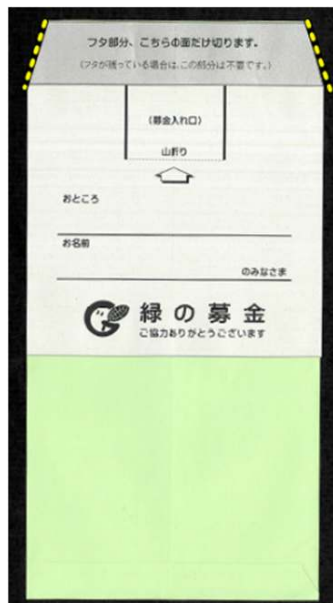 フタ部分、こちらの面だけ切ります。
(フタが残っている場合は、この部分は不要です。)
(募金入れ口)
山折り
おところ
お名前
のみなさま
緑の募金
ご協力ありがとうございます